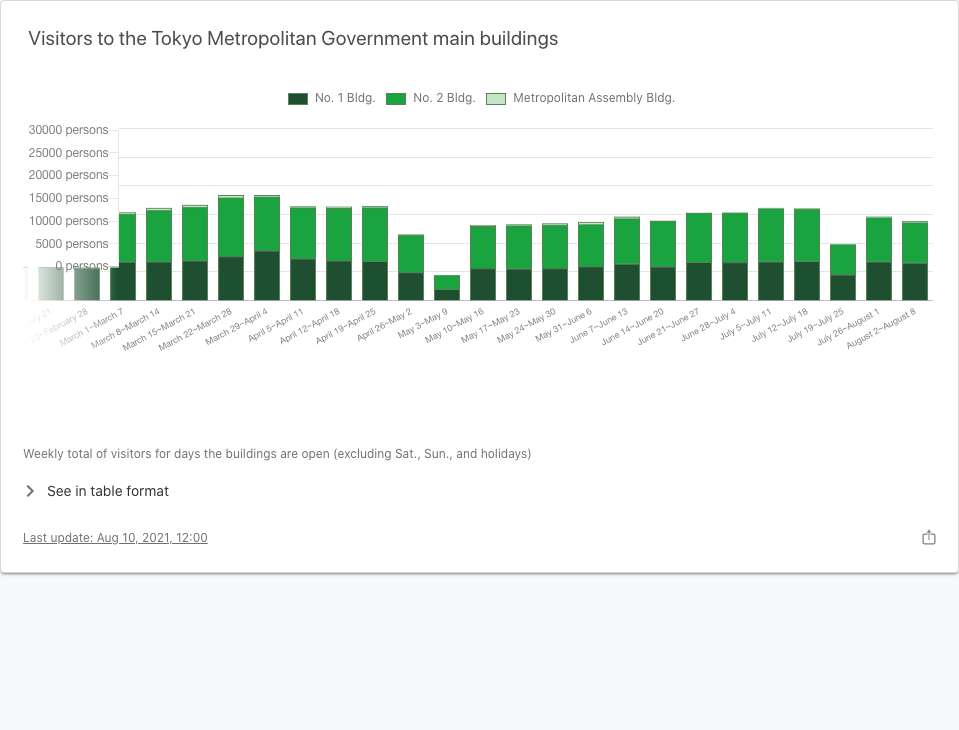 Visitors to the Tokyo Metropolitan Government main buildings
No. 1 Bldg.
No. 2 Bldg.
Metropolitan Assembly Bldg.
30000 persons
25000 persons
20000 persons
15000 persons
10000 persons
5000 persons
0 persons
February 28
March 1~March 7
March 8~March 14
March 15~March 21
March 22~March 28
March 29~April 4
April 5~April 11
April 12~April 18
April 19~April 25
April 26~May 2
May 3~May 9
May 10~May 16
May 17~May 23
May 24~May 30
May 31~June 6
June 7~June 13
June 14~June 20
June 21~June 27
June 28~July 4
July 5~July 11
July 12~July 18
July 19~July 25
July 26~August 1
August 2~August 8
Weekly total of visitors for days the buildings are open (excluding Sat., Sun., and holidays)
See in table format
Last update: Aug 10, 2021, 12:00